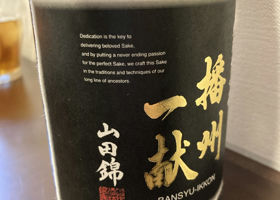 Dedication is the key to
delivering beloved Sake,
and by putting a never ending passion
for the perfect Sake, we craft this Sake
in the traditions and techniques of our
long line of ancestors.
播州
一献
山田錦
BANSYU-IKKON